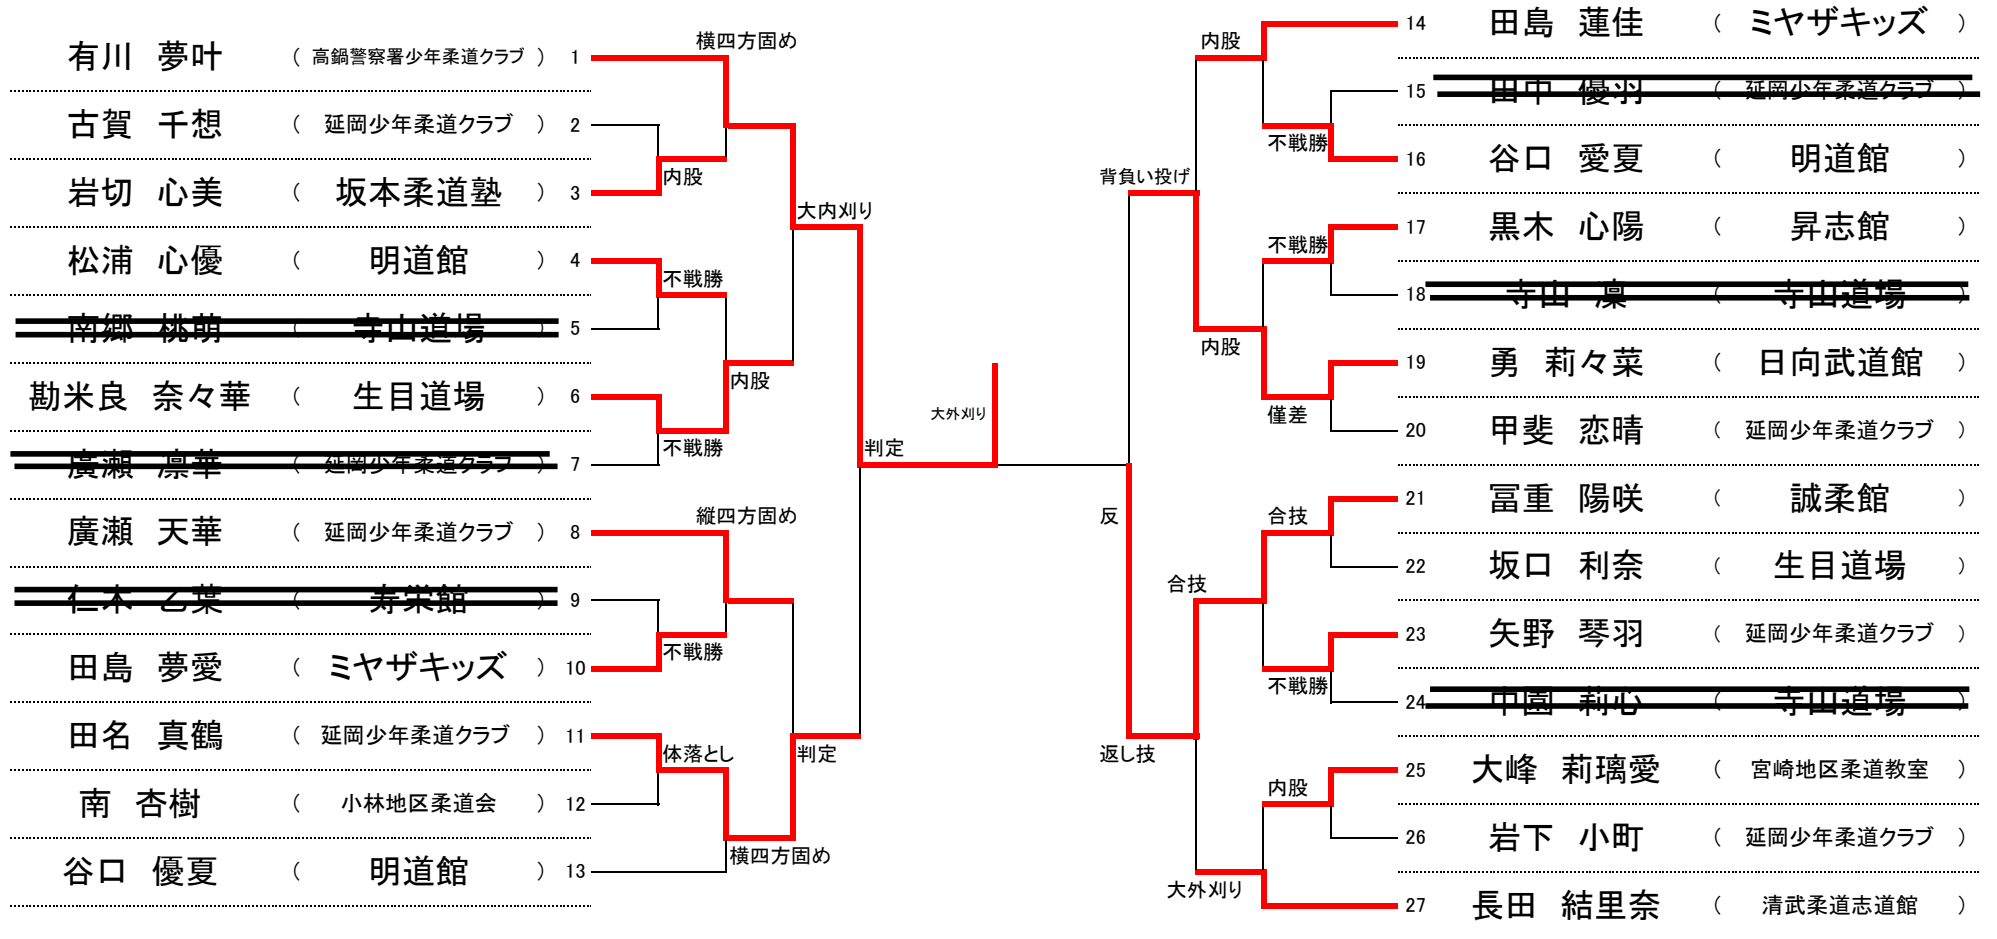 有川 夢叶 ( 高鍋警察署少年柔道クラブ ) 1
古賀 千想 ( 延岡少年柔道クラブ ) 2
岩切 心美 ( 坂本柔道塾 ) 3
松浦 心優 ( 明道館 ) 4
南郷 桃萌 ( 寺山道場 ) 5
勘米良 奈々華 ( 生目道場 ) 6
廣瀬 凛華 ( 延岡少年柔道クラブ ) 7
廣瀬 天華 ( 延岡少年柔道クラブ ) 8
仁木 乙葉 ( 寿栄館 ) 9
田島 夢愛 ( ミヤザキッズ ) 10
田名 真鶴 ( 延岡少年柔道クラブ ) 11
南 杏樹 ( 小林地区柔道会 ) 12
谷口 優夏 ( 明道館 ) 13
横四方固め
内股
大内刈り
不戦勝
内股
不戦勝
判定
縦四方固め
不戦勝
体落とし
判定
横四方固め
大外刈り
内股
不戦勝
背負い投げ
不戦勝
内股
僅差
反
合技
合技
不戦勝
返し技
内股
大外刈り
14 田島 蓮佳 ( ミヤザキッズ )
15 田中 優羽 ( 延岡少年柔道クラブ )
16 谷口 愛夏 ( 明道館 )
17 黒木 心陽 ( 昇志館 )
18 寺山 凜 ( 寺山道場 )
19 勇 莉々菜 ( 日向武道館 )
20 甲斐 恋晴 ( 延岡少年柔道クラブ )
21 冨重 陽咲 ( 誠柔館 )
22 坂口 利奈 ( 生目道場 )
23 矢野 琴羽 ( 延岡少年柔道クラブ )
24 中園 莉心 ( 寺山道場 )
25 大峰 莉璃愛 ( 宮崎地区柔道教室 )
26 岩下 小町 ( 延岡少年柔道クラブ )
27 長田 結里奈 ( 清武柔道志道館 )